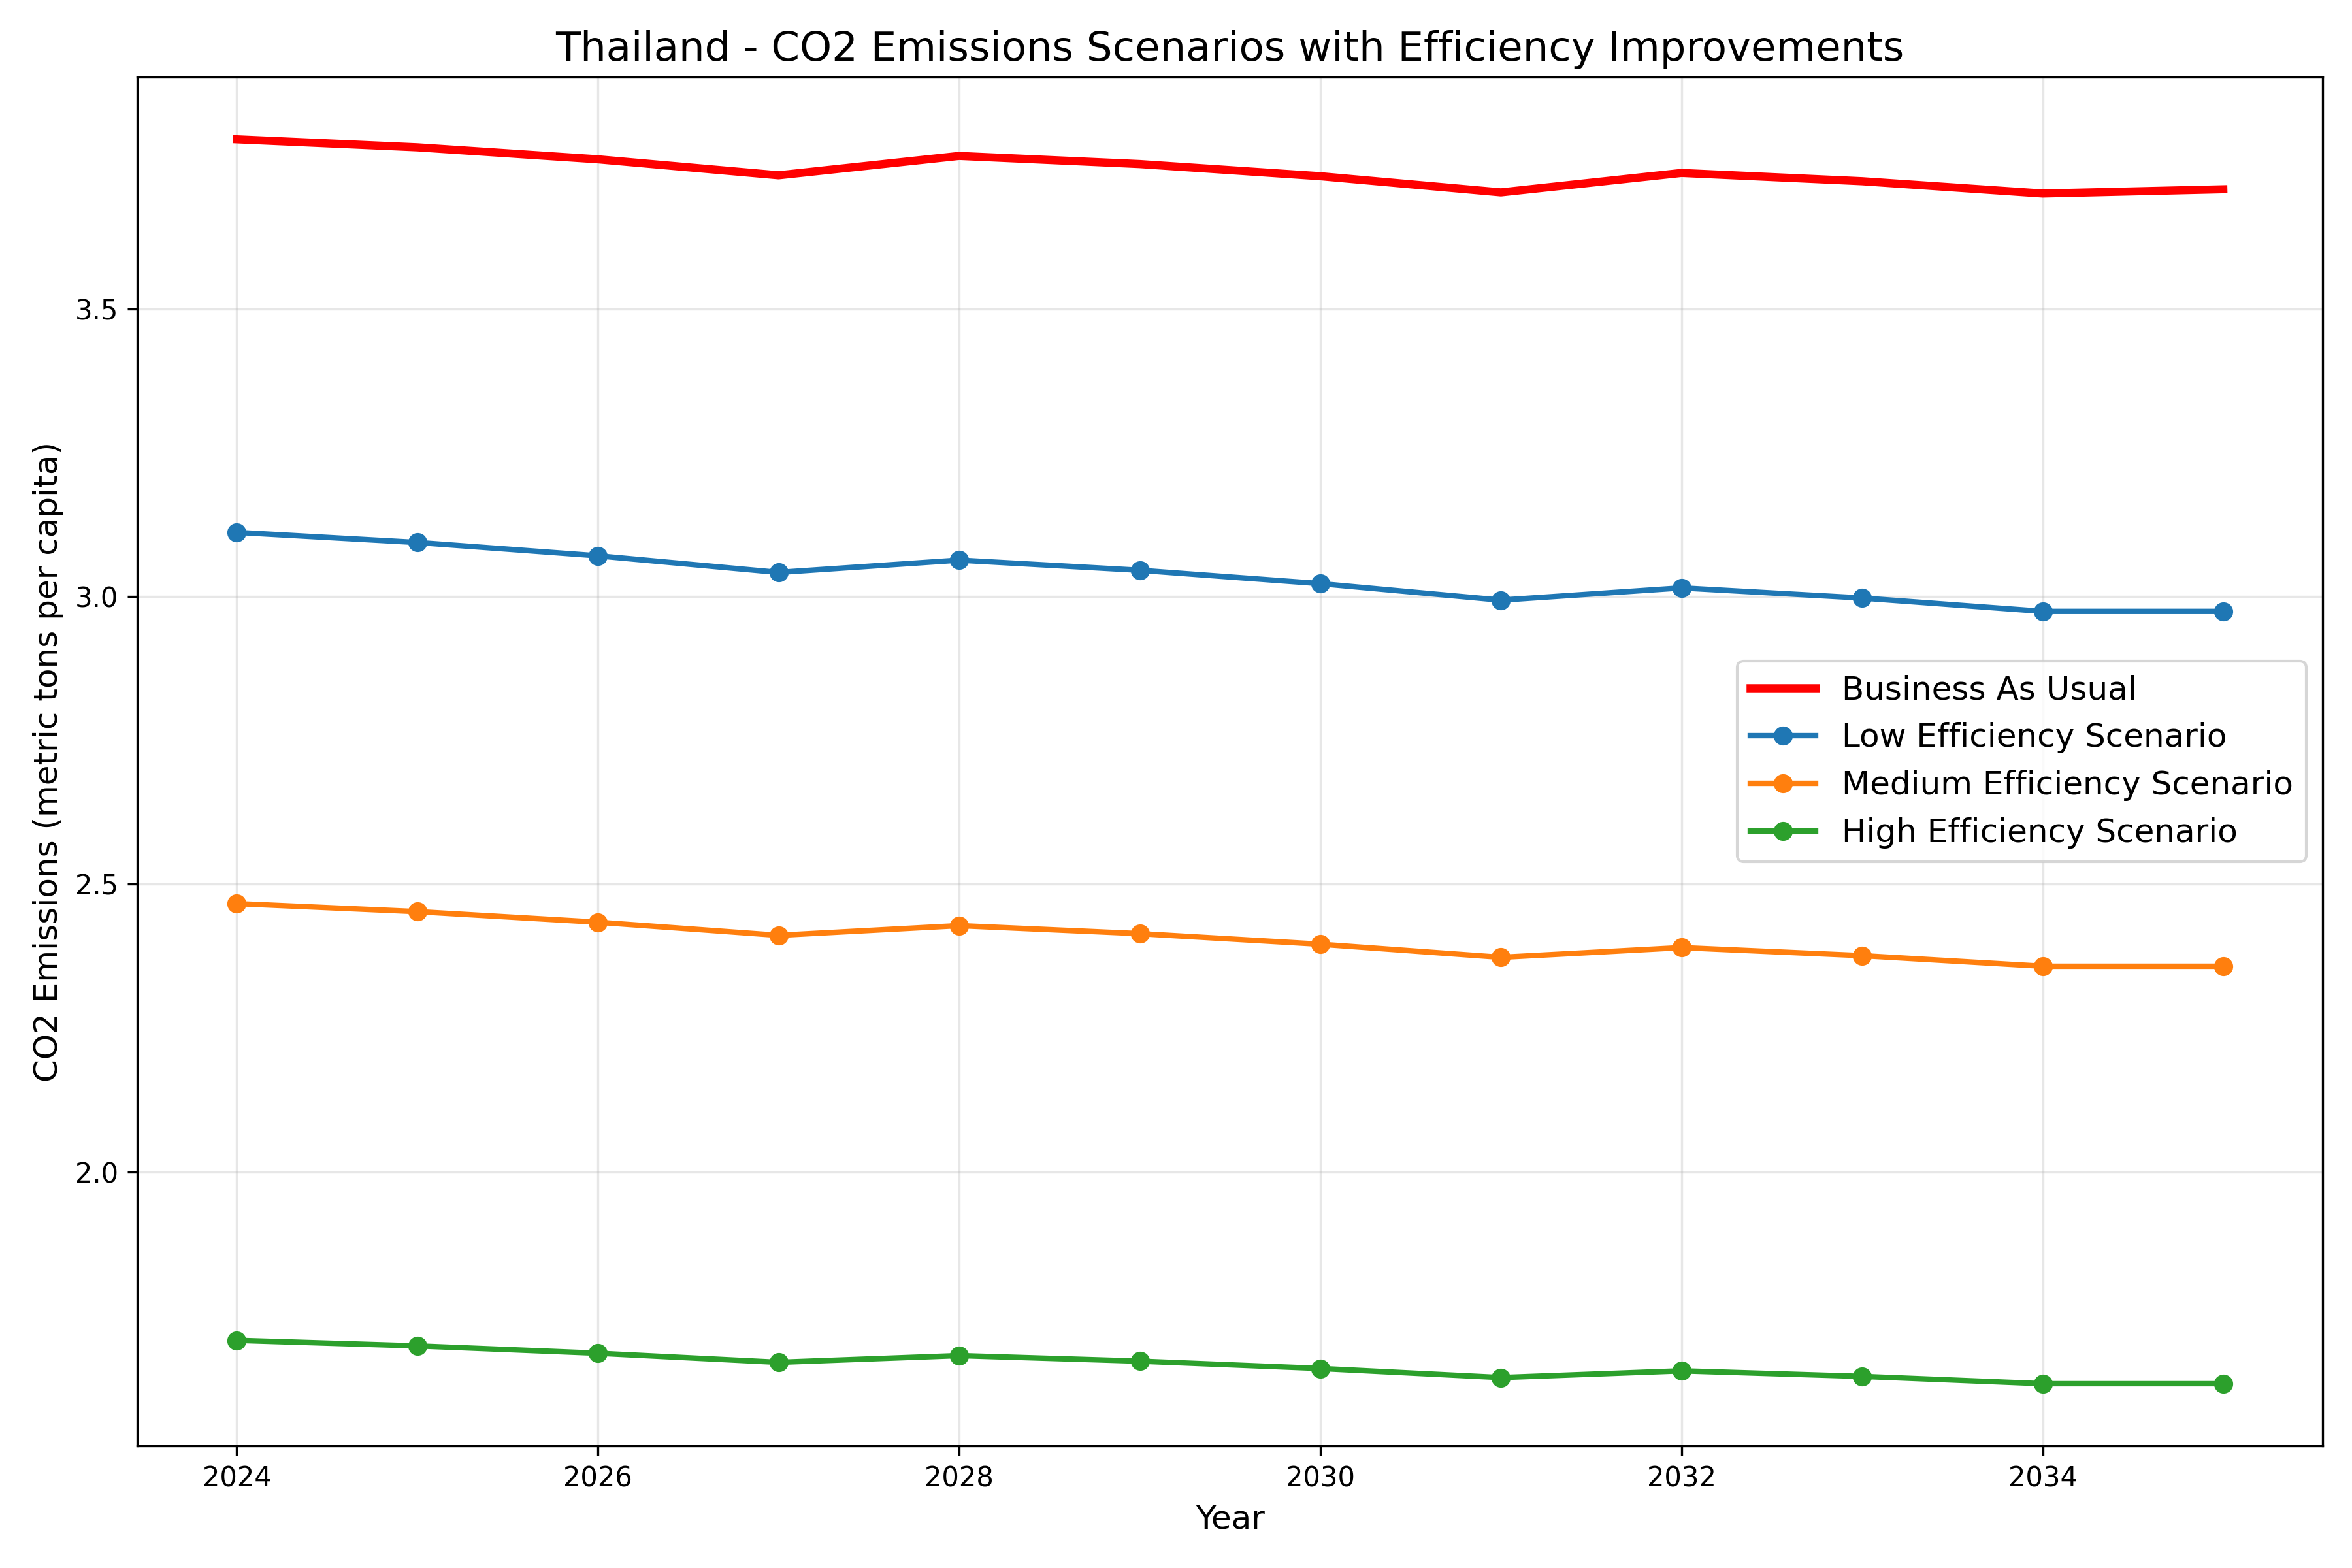 Thailand - CO2 Emissions Scenarios with Efficiency Improvements
CO2 Emissions (metric tons per capita)
3.5
3.0
2.5
2.0
Business As Usual
Low Efficiency Scenario
Medium Efficiency Scenario
High Efficiency Scenario
2024 2026 2028 2030 2032 2034
Year